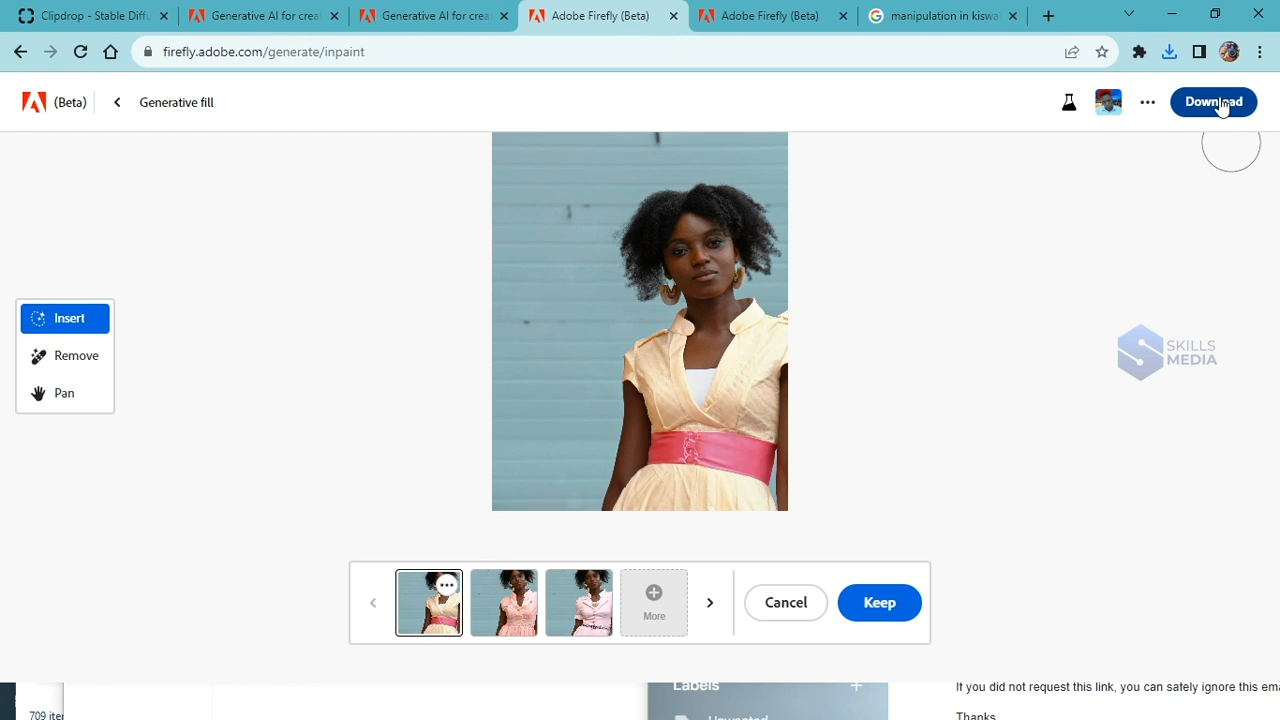 Clipdrop - Stable Diffu
Generative AI for crea
Generative AI for crea
Adobe Firefly (Beta)
Adobe Firefly (Beta)
manipulation in kiswa
firefly.adobe.com/generate/inpaint
(Beta)
Generative fill
Download
Insert
Remove
Pan
SKILLS
MEDIA
More
Cancel
Keep
709 iter
Labels
Unwanted
If you did not request this link, you can safely ignore this ema
Thanks